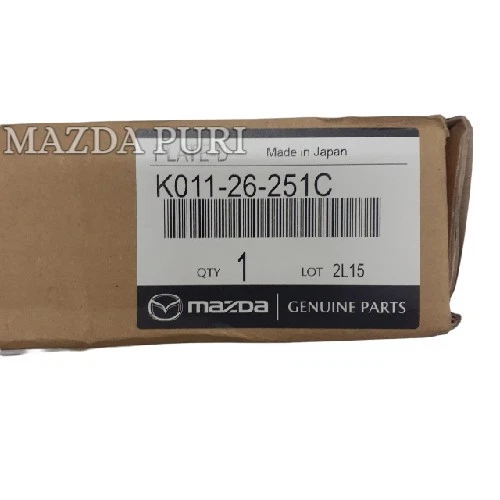 MAZDA PURI
Made in Japan
K011-26-251C
QTY 1 LOT 2L15
mazda | GENUINE PARTS